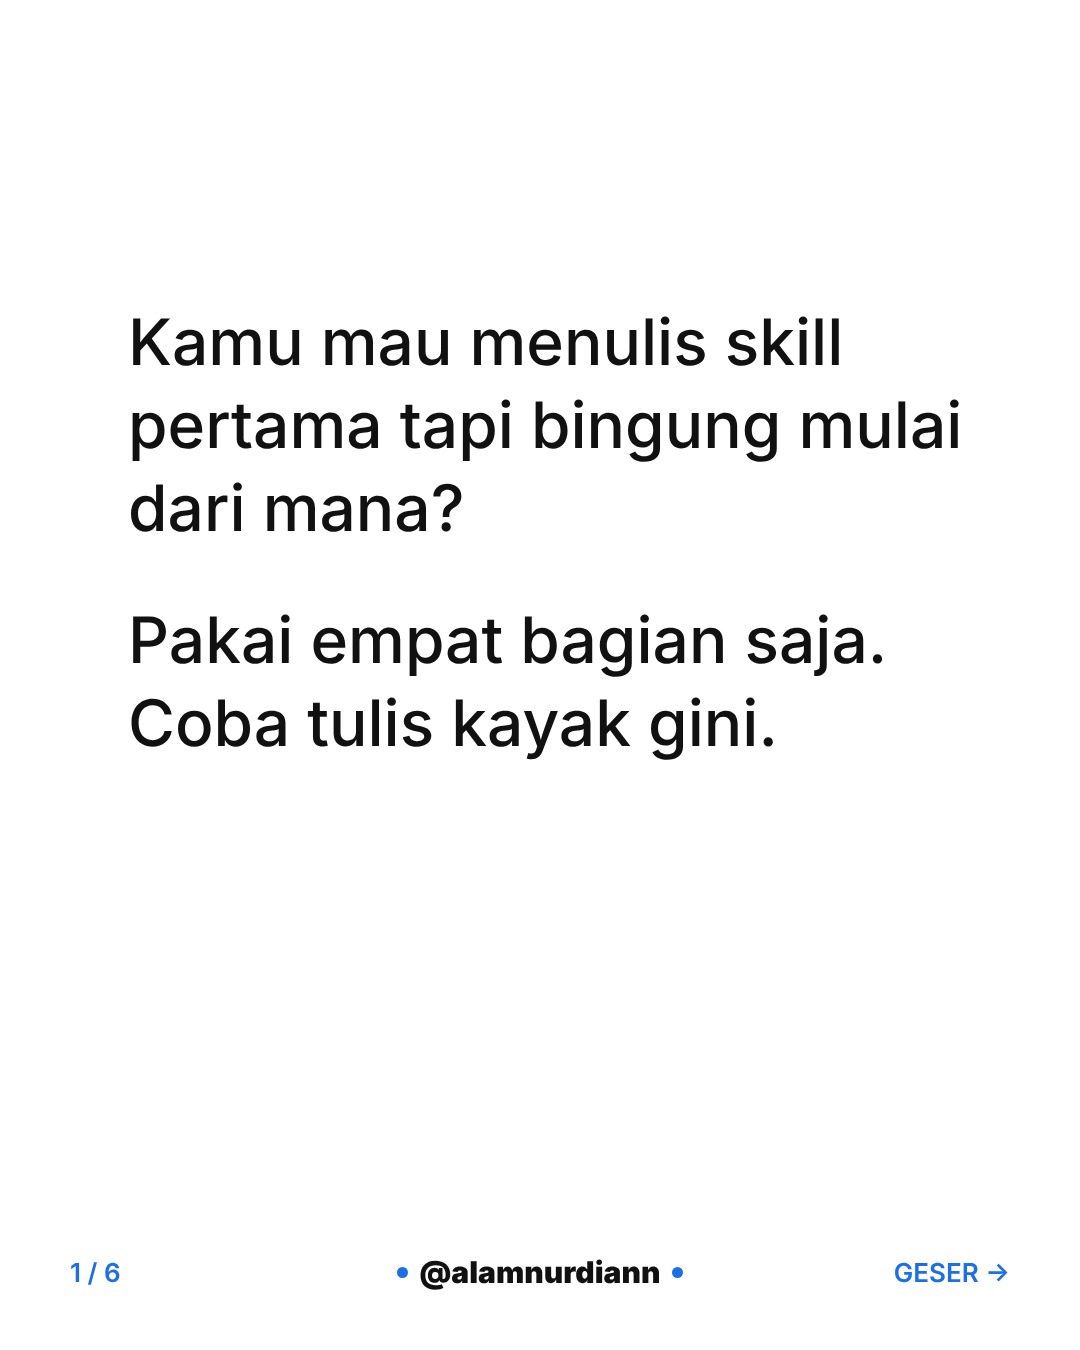 Kamu mau menulis skill
pertama tapi bingung mulai
dari mana?
Pakai empat bagian saja.
Coba tulis kayak gini.
1 / 6
• @alamnurdiann •
GESER →